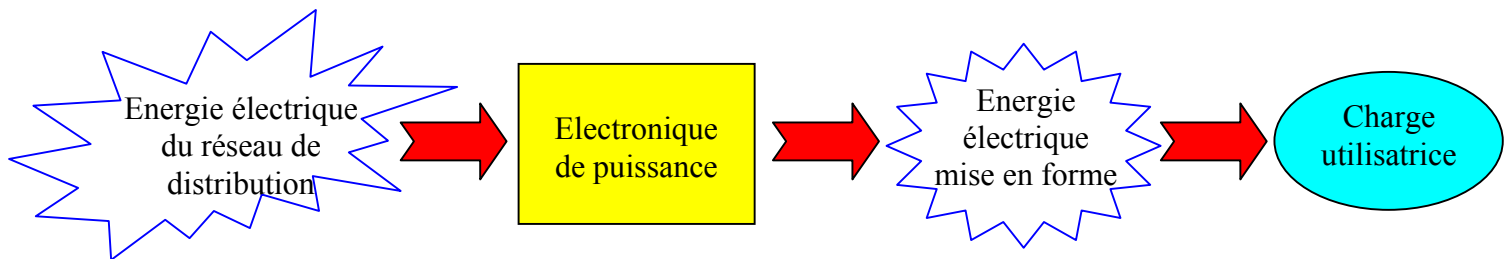 Energie électrique
du réseau de
distribution
Electronique
de puissance
Energie
électrique
mise en forme
Charge
utilisatrice